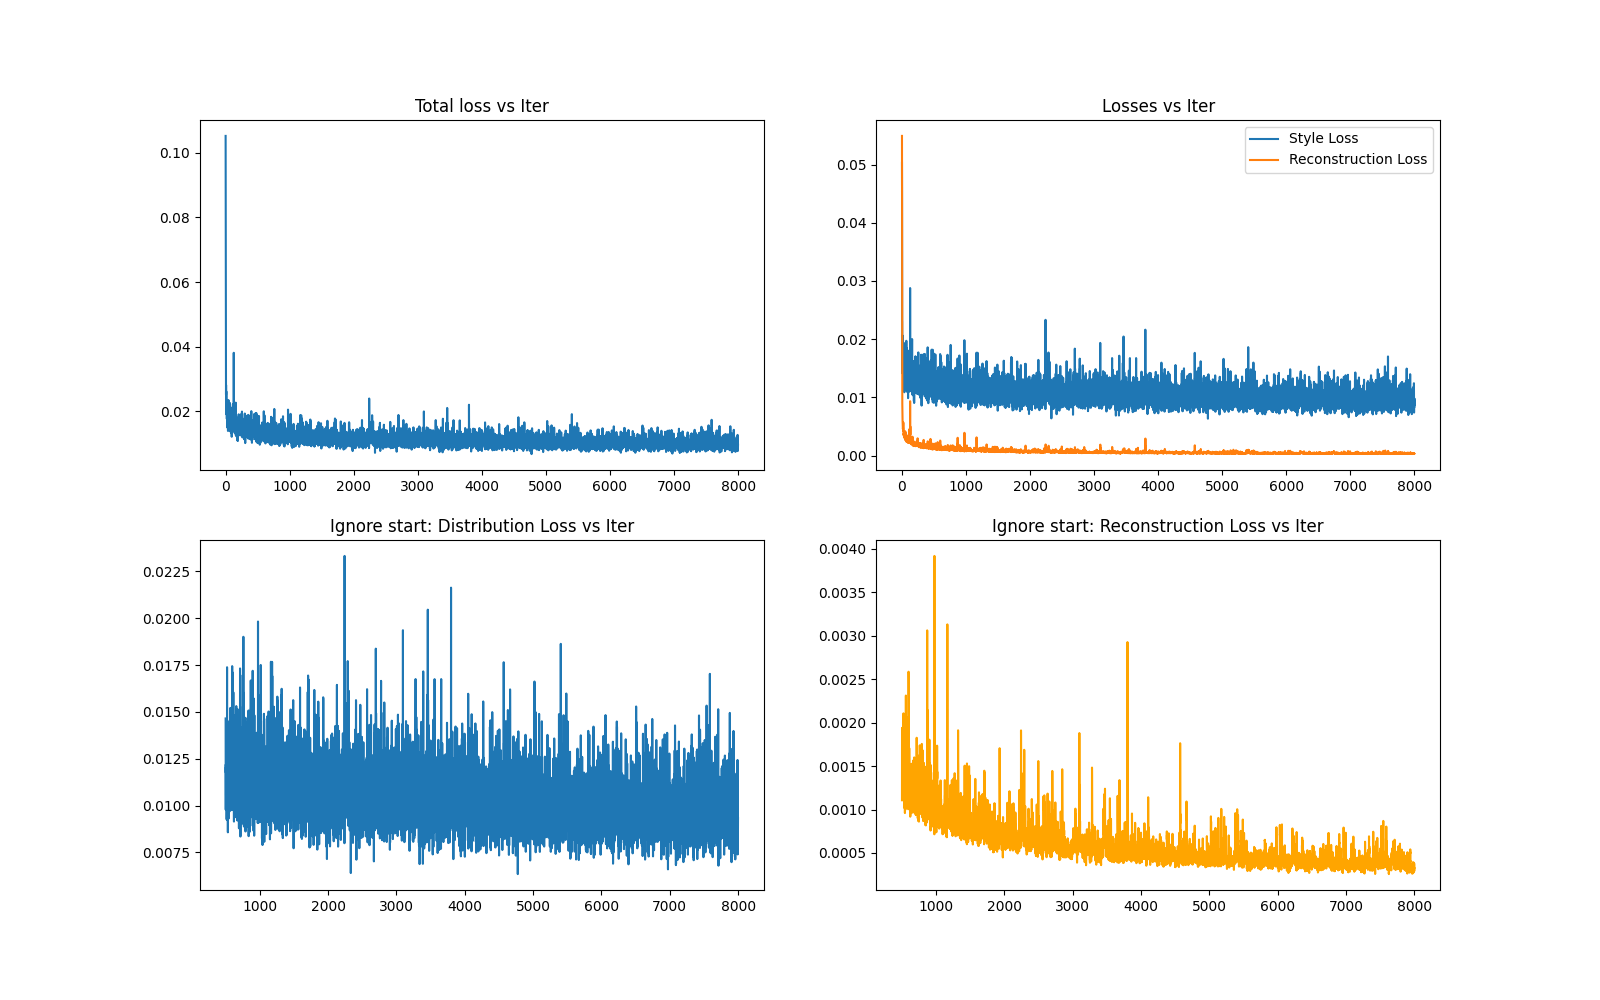 Total loss vs Iter
0.10
0.08
0.06
0.04
0.02
0 1000 2000 3000 4000 5000 6000 7000 8000
Losses vs Iter
Style Loss
Reconstruction Loss
0.05
0.04
0.03
0.02
0.01
0.00
0 1000 2000 3000 4000 5000 6000 7000 8000
Ignore start: Distribution Loss vs Iter
0.0225
0.0200
0.0175
0.0150
0.0125
0.0100
0.0075
1000 2000 3000 4000 5000 6000 7000 8000
Ignore start: Reconstruction Loss vs Iter
0.0040
0.0035
0.0030
0.0025
0.0020
0.0015
0.0010
0.0005
1000 2000 3000 4000 5000 6000 7000 8000